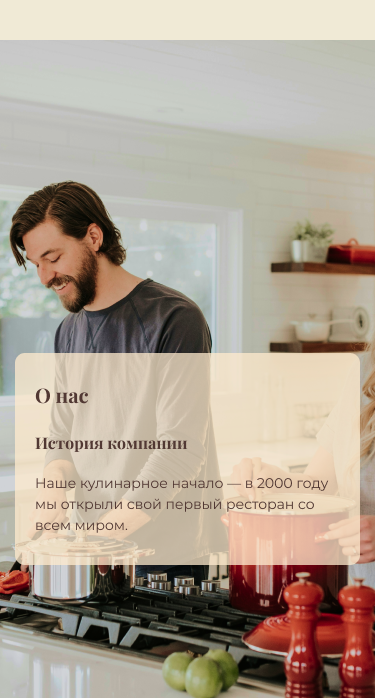 О нас
История компании
Наше кулинарное начало — в 2000 году
мы открыли свой первый ресторан со
всем миром.